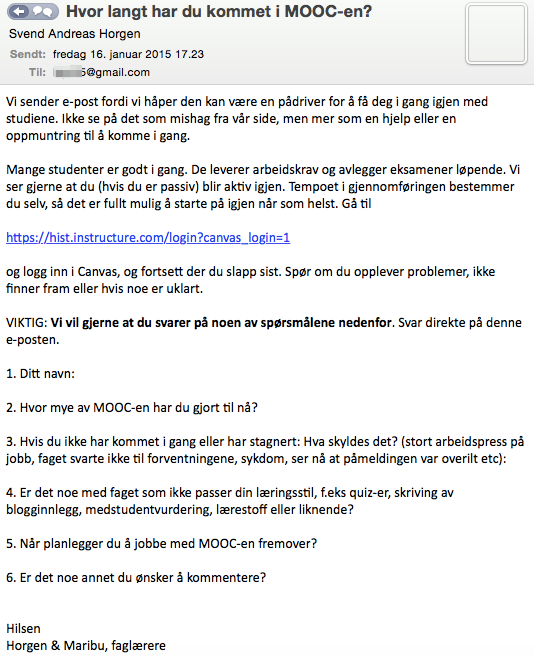 Hvor langt har du kommet i MOOC-en?
Svend Andreas Horgen
Sendt: fredag 16. januar 2015 17.23
Til: 5@gmail.com
Vi sender e-post fordi vi håper den kan være en pådriver for å få deg i gang igjen med
studiene. Ikke se på det som mishag fra vår side, men mer som en hjelp eller en
oppmuntring til å komme i gang.
Mange studenter er godt i gang. De leverer arbeidskrav og avlegger eksamener løpende. Vi
ser gjerne at du (hvis du er passiv) blir aktiv igjen. Tempoet i gjennomføringen bestemmer
du selv, så det er fullt mulig å starte på igjen når som helst. Gå til
https://hist.instructure.com/login?canvas_login=1
og logg inn i Canvas, og fortsett der du slapp sist. Spør om du opplever problemer, ikke
finner fram eller hvis noe er uklart.
VIKTIG: Vi vil gjerne at du svarer på noen av spørsmålene nedenfor. Svar direkte på denne
e-posten.
1. Ditt navn:
2. Hvor mye av MOOC-en har du gjort til nå?
3. Hvis du ikke har kommet i gang eller har stagnert: Hva skyldes det? (stort arbeidspress på
jobb, faget svarte ikke til forventningene, sykdom, ser nå at påmeldingen var overilt etc):
4. Er det noe med faget som ikke passer din læringsstil, f.eks quiz-er, skriving av
blogginnlegg, medstudentvurdering, lærestoff eller liknende?
5. Når planlegger du å jobbe med MOOC-en fremover?
6. Er det noe annet du ønsker å kommentere?
Hilsen
Horgen & Maribu, faglærere